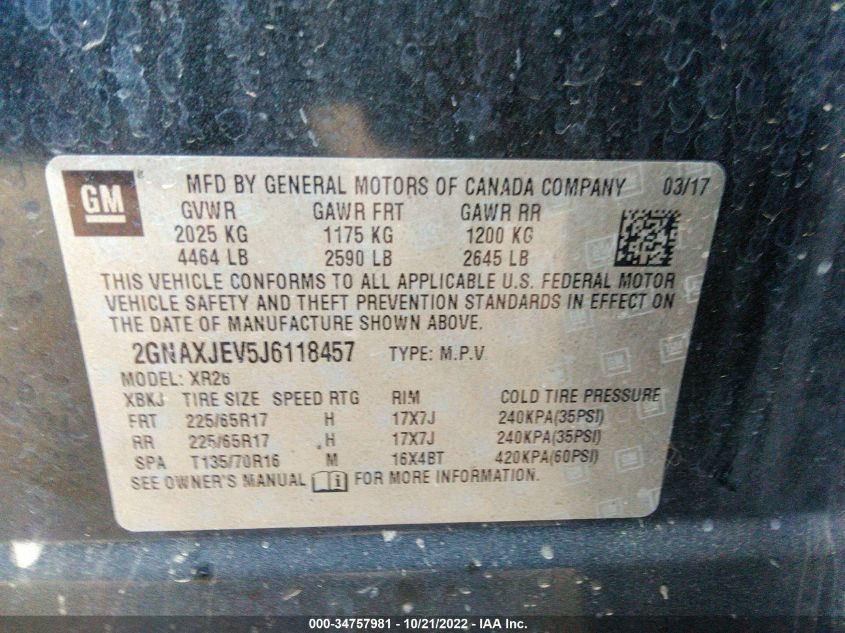 GM ® MFD BY GENERAL MOTORS OF CANADA COMPANY 03/17
GVWR GAWR FRT GAWR RR
2025 KG 1175 KG 1200 KG
4464 LB 2590 LB 2645 LB
THIS VEHICLE CONFORMS TO ALL APPLICABLE U.S. FEDERAL MOTOR
VEHICLE SAFETY AND THEFT PREVENTION STANDARDS IN EFFECT ON
THE DATE OF MANUFACTURE SHOWN ABOVE.
2GNAXJEV5J6118457 TYPE: M.P.V
MODEL: XR26
XBKJ TIRE SIZE SPEED RTG RIM COLD TIRE PRESSURE
FRT 225/65R17 H 17X7J 240KPA(35PSI)
RR 225/65R17 H 17X7J 240KPA(35PSI)
SPA T135/70R16 M 16X4BT 420KPA(60PSI)
SEE OWNER'S MANUAL i FOR MORE INFORMATION.
000-34757981 - 10/21/2022 - IAA Inc.